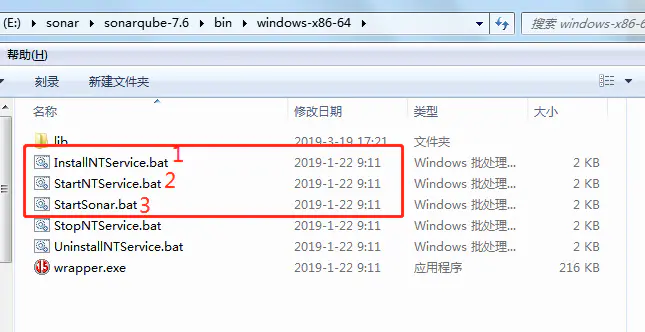 (E:) sonar sonarqube-7.6 bin windows-x86-64 搜索 windows-x86-6
帮助(H)
刻录 新建文件夹
名称 修改日期 类型 大小
lib 2019-3-19 17:21 文件夹
InstallNTService.bat 1 2019-1-22 9:11 Windows 批处理... 2 KB
StartNTService.bat 2 2019-1-22 9:11 Windows 批处理... 2 KB
StartSonar.bat 3 2019-1-22 9:11 Windows 批处理... 2 KB
StopNTService.bat 2019-1-22 9:11 Windows 批处理... 2 KB
UninstallNTService.bat 2019-1-22 9:11 Windows 批处理... 2 KB
wrapper.exe 2019-1-22 9:11 应用程序 216 KB